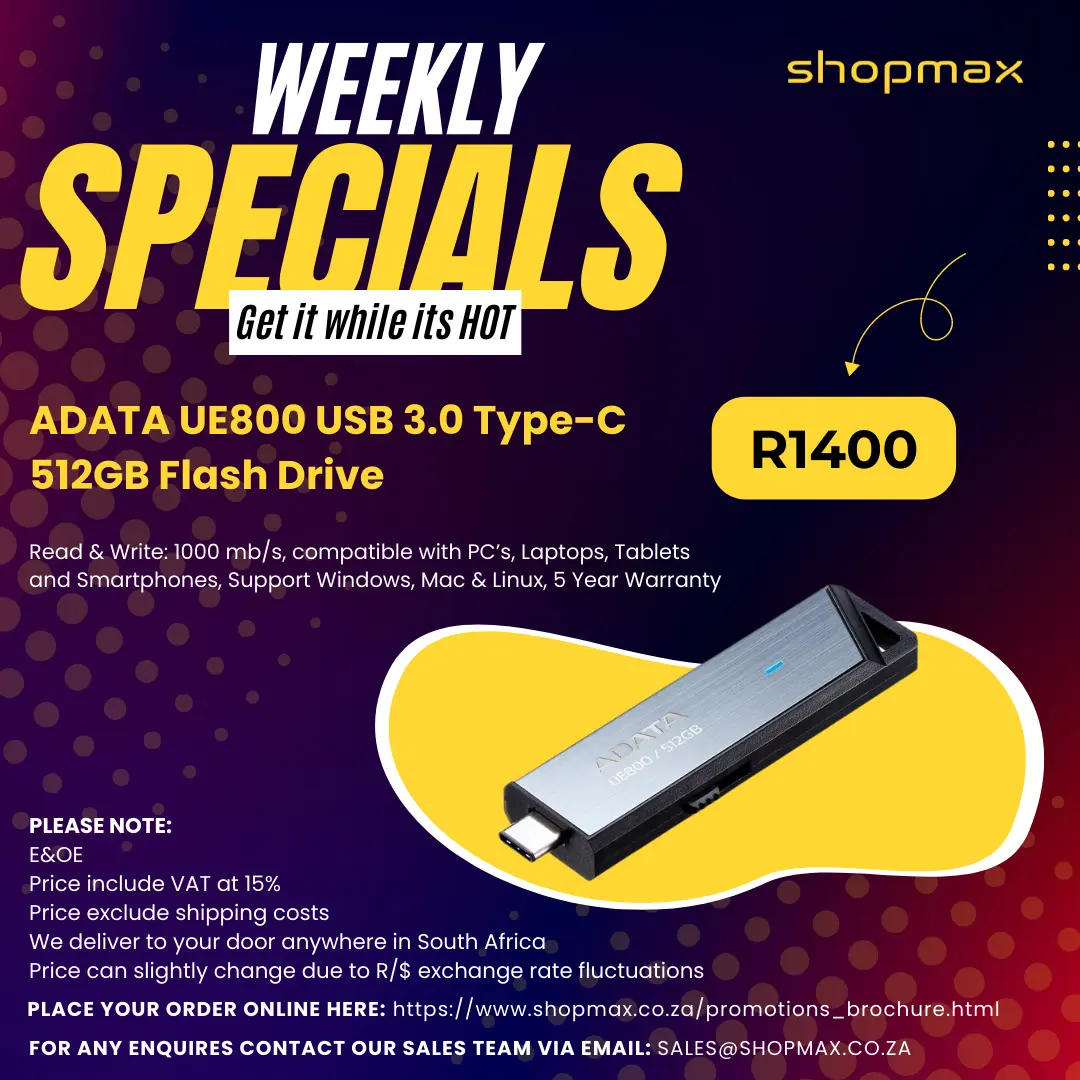 WEEKLY
shopmax
SPECIALS
Get it while its HOT
ADATA UE800 USB 3.0 Type-C
512GB Flash Drive
R1400
Read & Write: 1000 mb/s, compatible with PC’s, Laptops, Tablets
and Smartphones, Support Windows, Mac & Linux, 5 Year Warranty
ADATA
UE800 / 512GB
PLEASE NOTE:
E&OE
Price include VAT at 15%
Price exclude shipping costs
We deliver to your door anywhere in South Africa
Price can slightly change due to R/$ exchange rate fluctuations
PLACE YOUR ORDER ONLINE HERE: https://www.shopmax.co.za/promotions_brochure.html
FOR ANY ENQUIRES CONTACT OUR SALES TEAM VIA EMAIL: SALES@SHOPMAX.CO.ZA